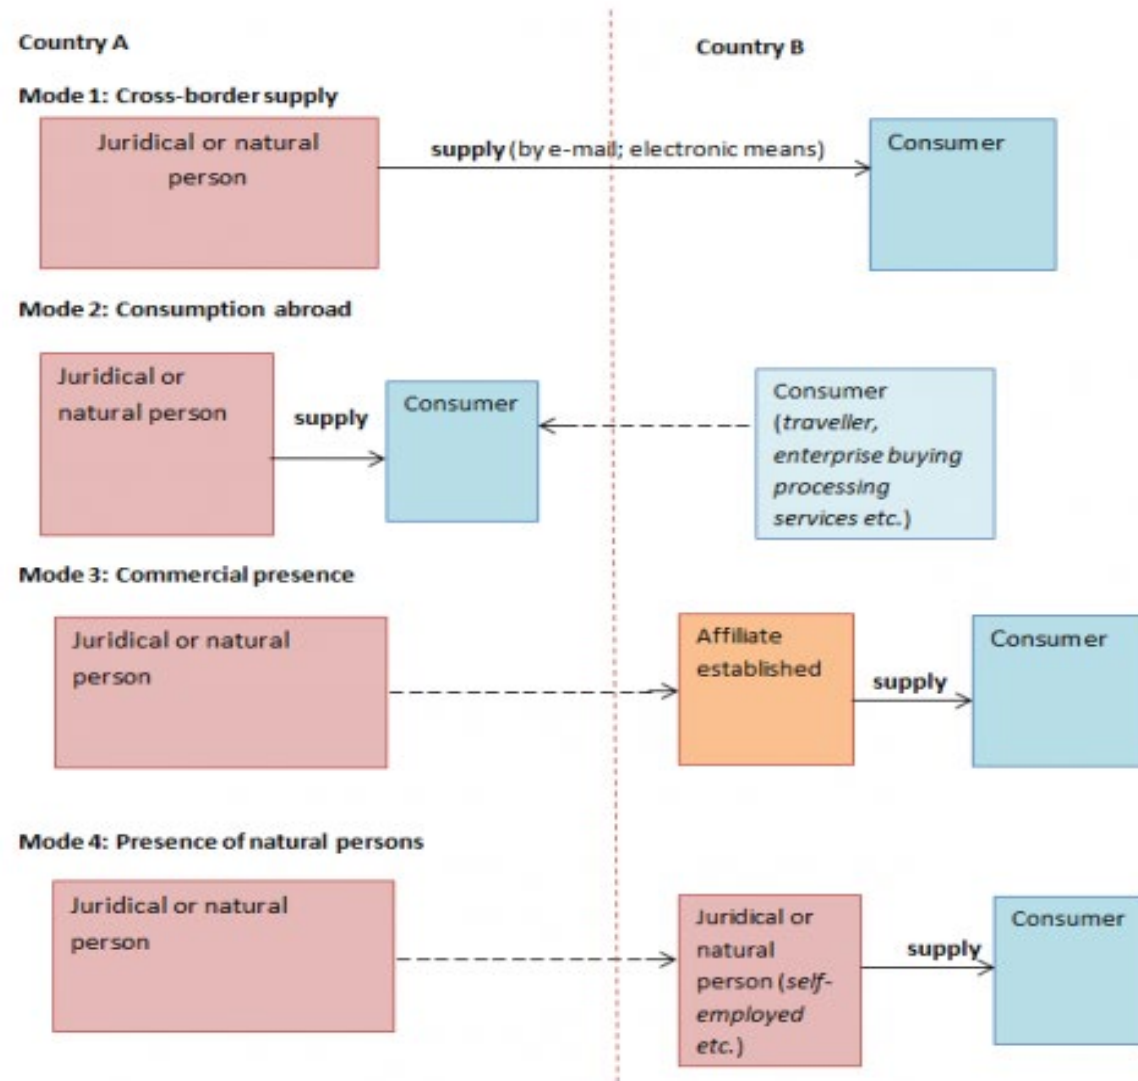 Country A
Country B
Mode 1: Cross-border supply
Juridical or natural
person
supply (by e-mail; electronic means)
Consumer
Mode 2: Consumption abroad
Juridical or
natural person
supply
Consumer
Consumer
(traveller,
enterprise buying
processing
services etc.)
Mode 3: Commercial presence
Juridical or natural
person
Affiliate
established
supply
Consumer
Mode 4: Presence of natural persons
Juridical or natural
person
Juridical or
natural
person (self-
employed
etc.)
supply
Consumer